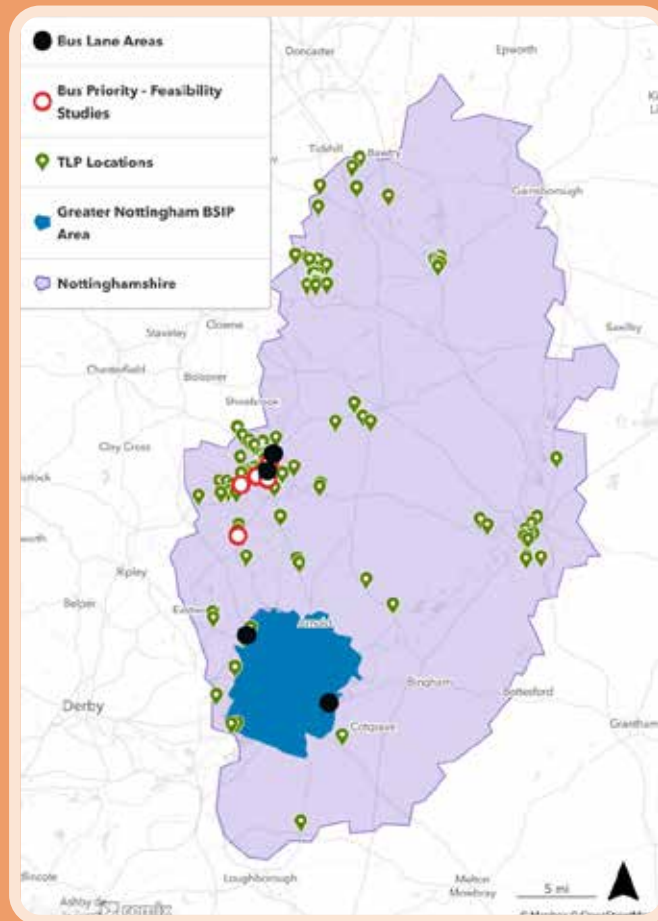 Bus Lane Areas
Bus Priority - Feasibility
Studies
TLP Locations
Greater Nottingham BSIP
Area
Nottinghamshire
Doncaster
Epworth
Tickhill
Bawtry
Gainsborough
Clowne
Staveley
Saxilby
Chesterfield
Bolsover
Shirebrook
Clay Cross
Ripley
Belper
Eastwood
Arnold
Bingham
Bottesford
Derby
Cotgrave
Grantham
Loughborough
Melton
Mowbray
5 mi
Ashby de